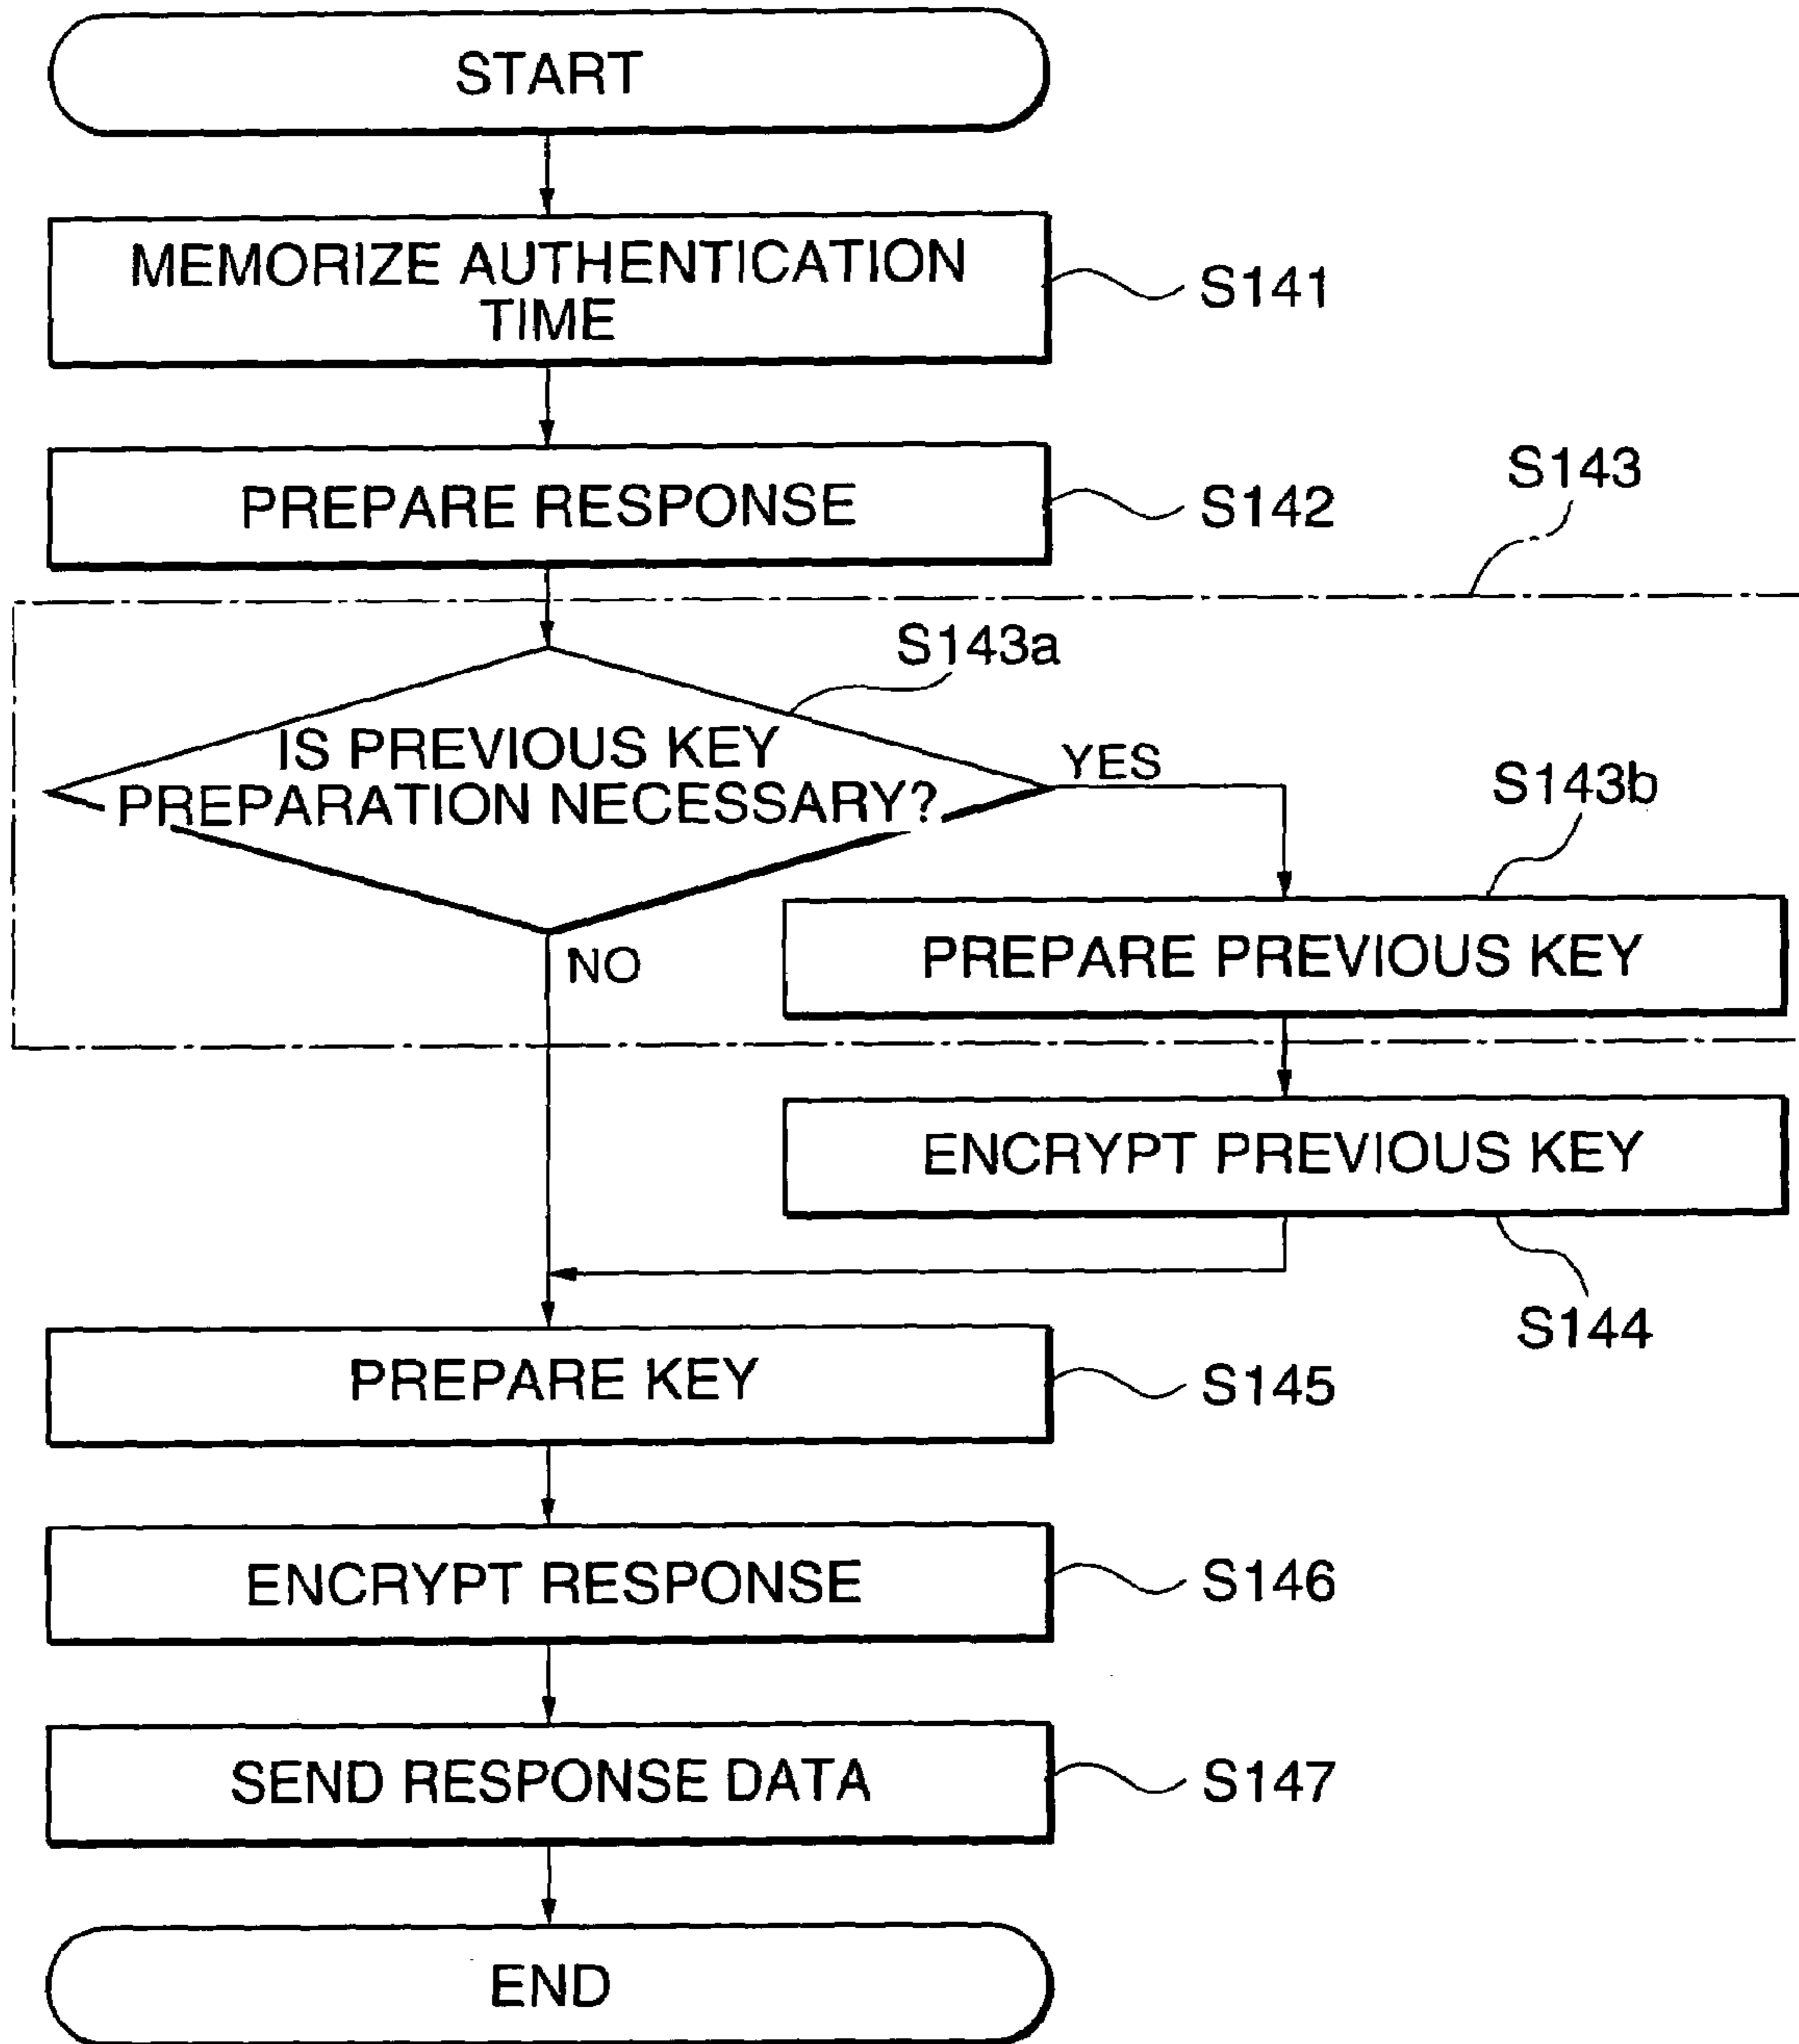 START
MEMORIZE AUTHENTICATION
TIME
S141
PREPARE RESPONSE
S142
S143
S143a
IS PREVIOUS KEY
PREPARATION NECESSARY?
YES
S143b
NO
PREPARE PREVIOUS KEY
ENCRYPT PREVIOUS KEY
S144
PREPARE KEY
S145
ENCRYPT RESPONSE
S146
SEND RESPONSE DATA
S147
END